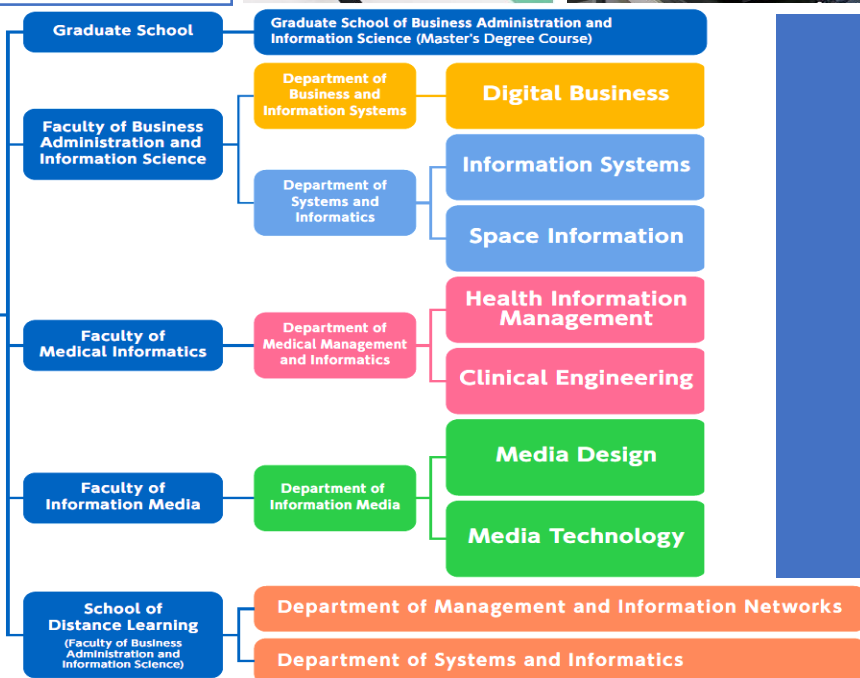 Graduate School
Graduate School of Business Administration and
Information Science (Master's Degree Course)
Faculty of Business
Administration and
Information Science
Department of
Business and
Information Systems
Digital Business
Department of
Systems and
Informatics
Information Systems
Space Information
Faculty of
Medical Informatics
Department of
Medical Management
and Informatics
Health Information
Management
Clinical Engineering
Faculty of
Information Media
Department of
Information Media
Media Design
Media Technology
School of
Distance Learning
(Faculty of Business
Administration and
Information Science)
Department of Management and Information Networks
Department of Systems and Informatics